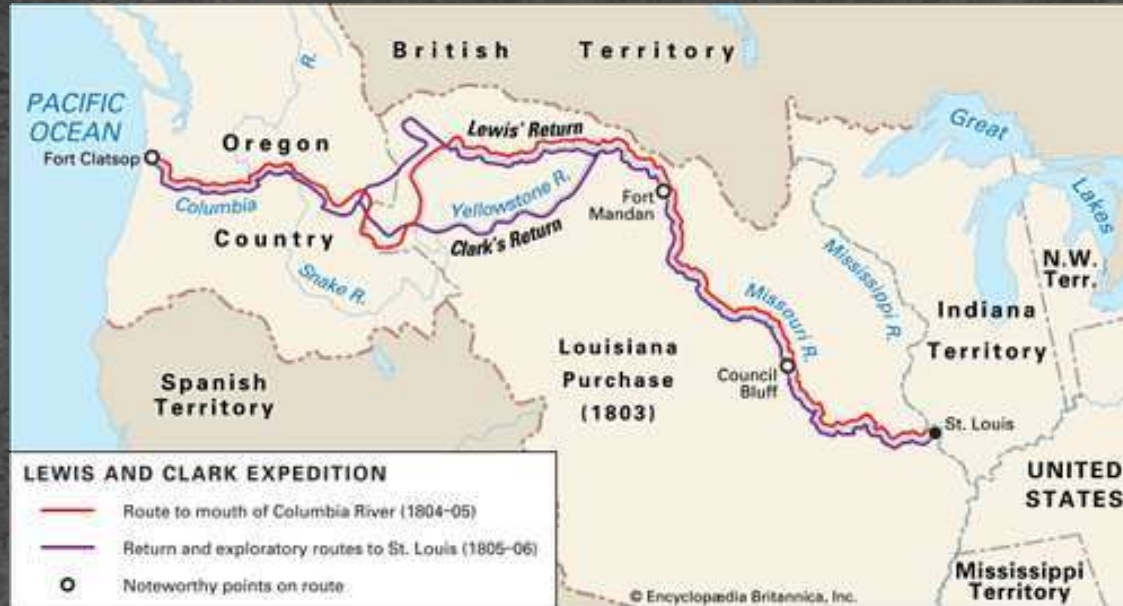 British Territory
R.
PACIFIC
OCEAN
Great
Lakes
Lewis' Return
Oregon
Fort Clatsop
Yellowstone R.
Fort
Mandan
Columbia
Country
Clark's Return
Snake R.
Mississippi R.
N.W.
Terr.
Missouri R.
Indiana
Territory
Louisiana
Purchase
(1803)
Council
Bluff
Spanish
Territory
St. Louis
UNITED
STATES
LEWIS AND CLARK EXPEDITION
Route to mouth of Columbia River (1804–05)
Return and exploratory routes to St. Louis (1805–06)
Noteworthy points on route
Mississippi
Territory
© Encyclopædia Britannica, Inc.